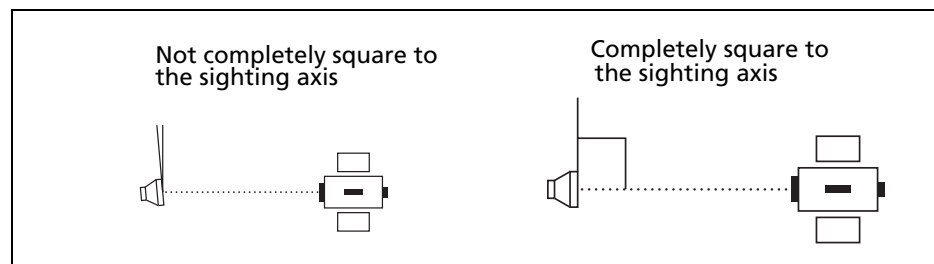 Not completely square to
the sighting axis
Completely square to
the sighting axis